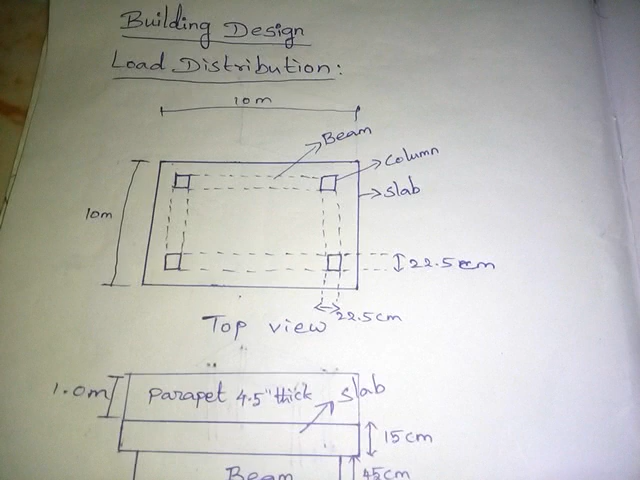 Building Design
Load Distribution:
10m
Beam
column
slab
10m
22.5cm
22.5cm
Top view
1.0m
parapet 4.5" thick
slab
15cm
Beam
45cm